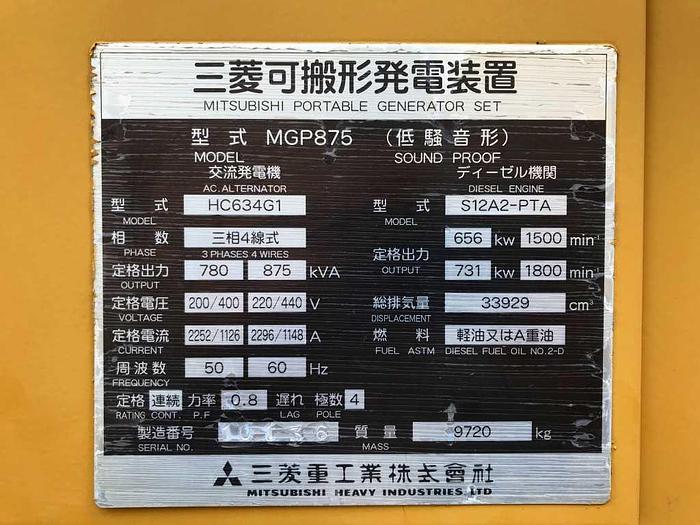 三菱可搬形発電装置
MITSUBISHI PORTABLE GENERATOR SET
型式 MGP875 (低騒音形)
MODEL SOUND PROOF
交流発電機
AC. ALTERNATOR
型式 HC634G1
MODEL
相数 三相4線式
PHASE 3 PHASES 4 WIRES
定格出力 780 875 kVA
OUTPUT
定格電圧 200/400 220/440 V
VOLTAGE
定格電流 2252/1126 2296/1148 A
CURRENT
周波数 50 60 Hz
FREQUENCY
ディーゼル機関
DIESEL ENGINE
型式 S12A2-PTA
MODEL
656 kw 1500 min⁻¹
定格出力
OUTPUT 731 kw 1800 min⁻¹
総排気量 33929 cm³
DISPLACEMENT
燃料 軽油又はA重油
FUEL ASTM DIESEL FUEL OIL NO.2-D
定格 連続 力率 0.8 遅れ 極数 4
RATING CONT. P.F LAG POLE
製造番号 質量 9720 kg
SERIAL NO. MASS
三菱重工業株式會社
MITSUBISHI HEAVY INDUSTRIES, LTD